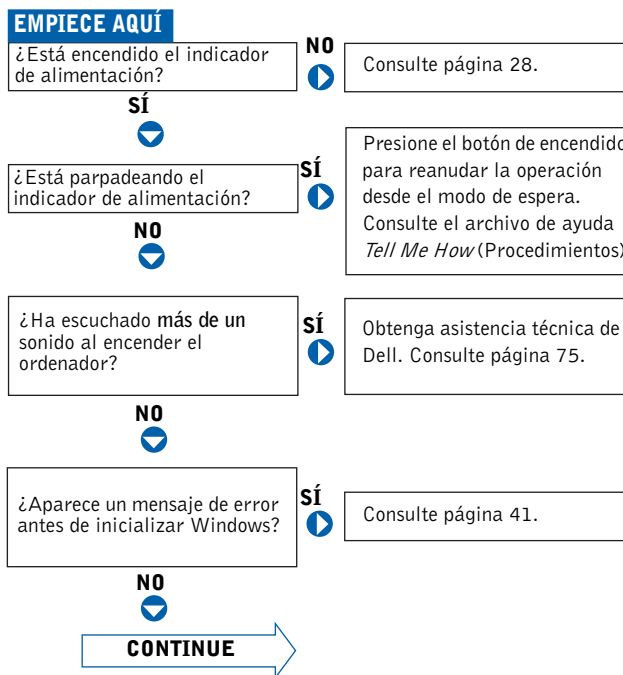 EMPIECE AQUÍ
¿Está encendido el indicador
de alimentación?
NO
Consulte página 28.
SÍ
¿Está parpadeando el
indicador de alimentación?
SÍ
Presione el botón de encendido
para reanudar la operación
desde el modo de espera.
Consulte el archivo de ayuda
Tell Me How (Procedimientos)
NO
¿Ha escuchado más de un
sonido al encender el
ordenador?
SÍ
Obtenga asistencia técnica de
Dell. Consulte página 75.
NO
¿Aparece un mensaje de error
antes de inicializar Windows?
SÍ
Consulte página 41.
NO
CONTINUE